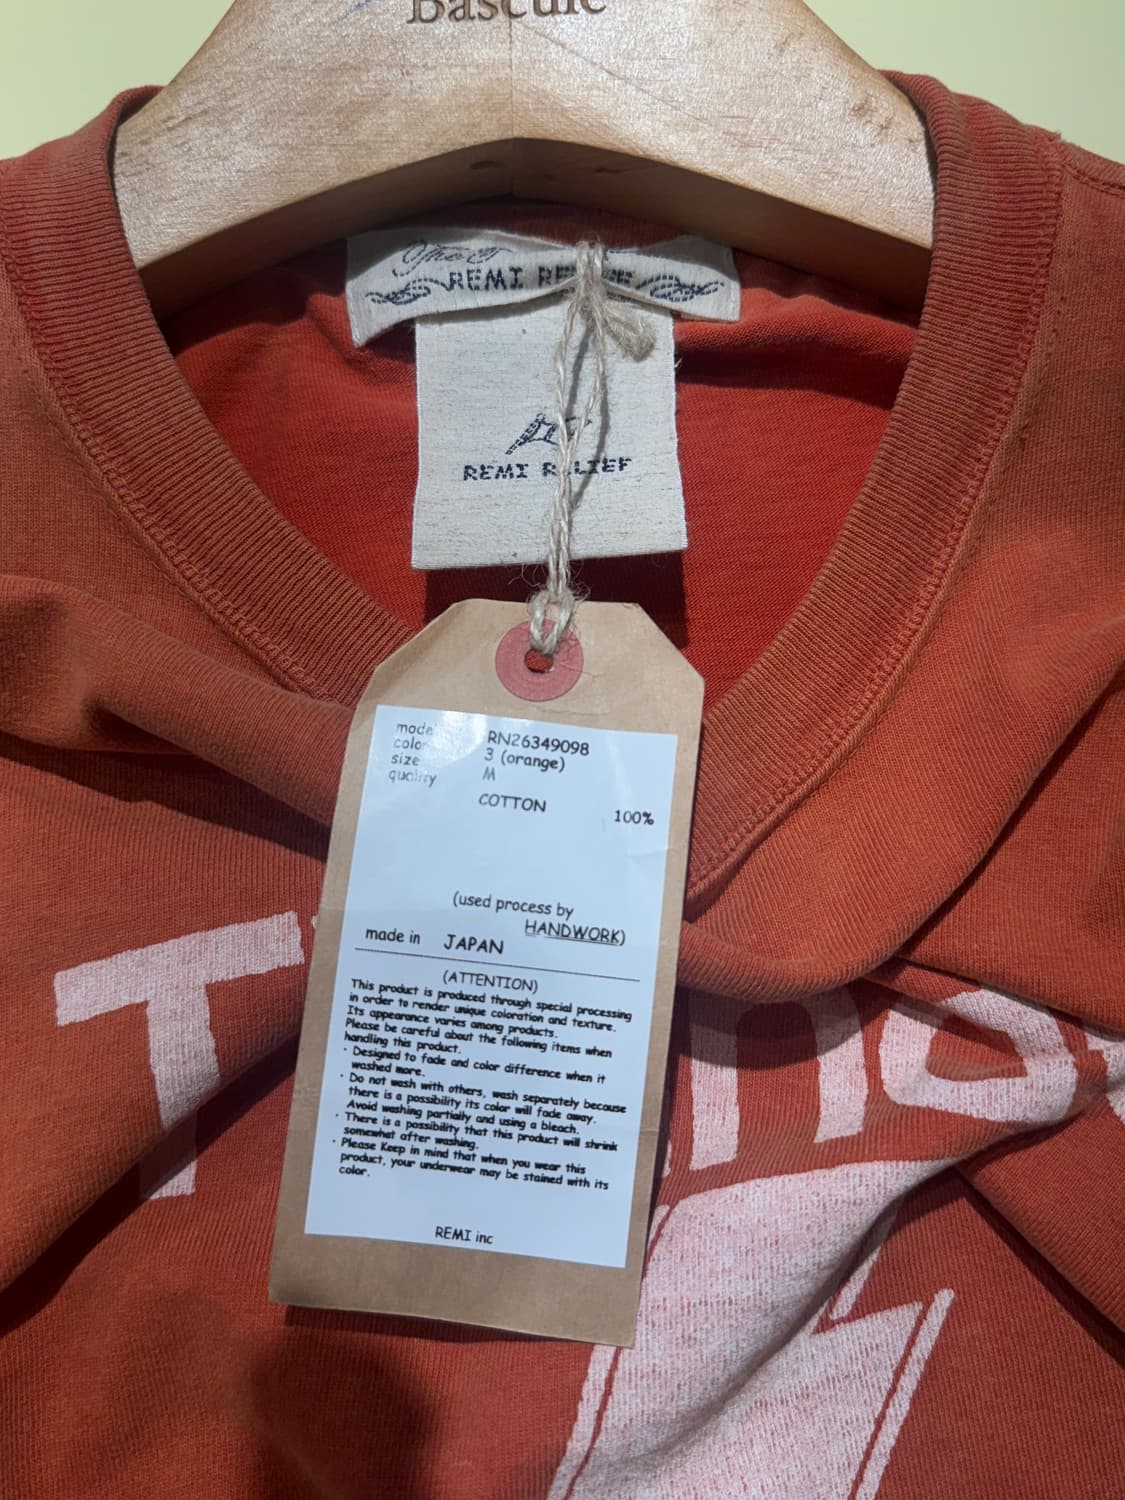 Bascule
The
REMI RELIEF
REMI RELIEF
model RN26349098
color 3 (orange)
size M
quality
COTTON 100%
(used process by
HANDWORK)
made in JAPAN
(ATTENTION)
This product is produced through special processing
in order to render unique coloration and texture.
Its appearance varies among products.
Please be careful about the following items when
handling this product.
· Designed to fade and color difference when it
washed more.
· Do not wash with others, wash separately because
there is a possibility its color will fade away.
Avoid washing partially and using a bleach.
· There is a possibility that this product will shrink
somewhat after washing.
· Please Keep in mind that when you wear this
product, your underwear may be stained with its
color.
REMI inc